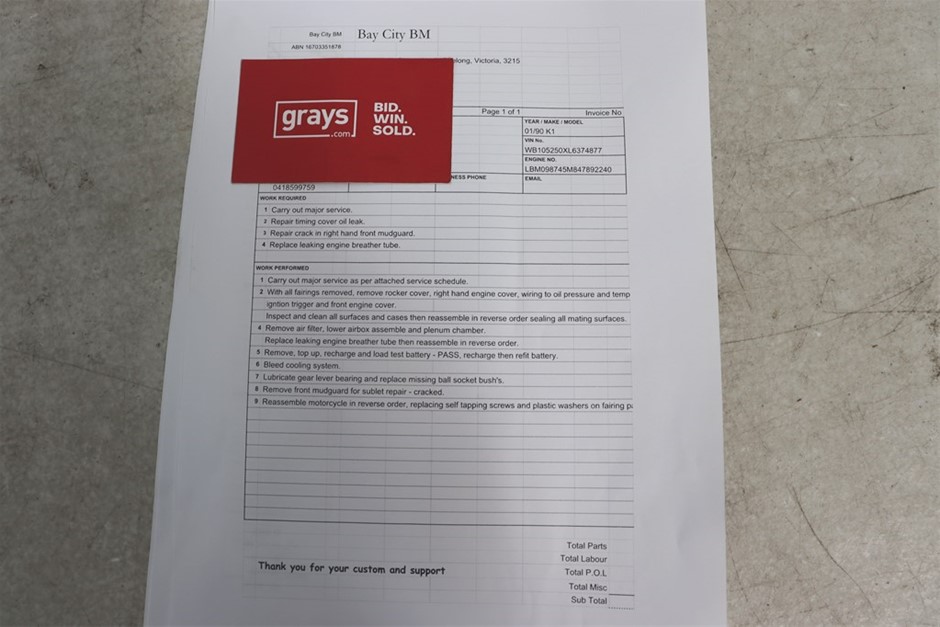 Bay City BM Bay City BM
ABN 16703351878
elong, Victoria, 3215
grays
.com
BID.
WIN.
SOLD.
Page 1 of 1 Invoice No
YEAR / MAKE / MODEL
01/90 K1
VIN No.
WB105250XL6374877
ENGINE NO.
LBM098745M847892240
NESS PHONE EMAIL
0418599759
WORK REQUIRED
1 Carry out major service.
2 Repair timing cover oil leak.
3 Repair crack in right hand front mudguard.
4 Replace leaking engine breather tube.
WORK PERFORMED
1 Carry out major service as per attached service schedule.
2 With all fairings removed, remove rocker cover, right hand engine cover, wiring to oil pressure and temp
igntion trigger and front engine cover.
Inspect and clean all surfaces and cases then reassemble in reverse order sealing all mating surfaces.
4 Remove air filter, lower airbox assemble and plenum chamber.
Replace leaking engine breather tube then reassemble in reverse order.
5 Remove, top up, recharge and load test battery - PASS, recharge then refit battery.
6 Bleed cooling system.
7 Lubricate gear lever bearing and replace missing ball socket bush's.
8 Remove front mudguard for sublet repair - cracked.
9 Reassemble motorcycle in reverse order, replacing self tapping screws and plastic washers on fairing pa
Total Parts
Total Labour
Thank you for your custom and support
Total P.O.L
Total Misc
Sub Total